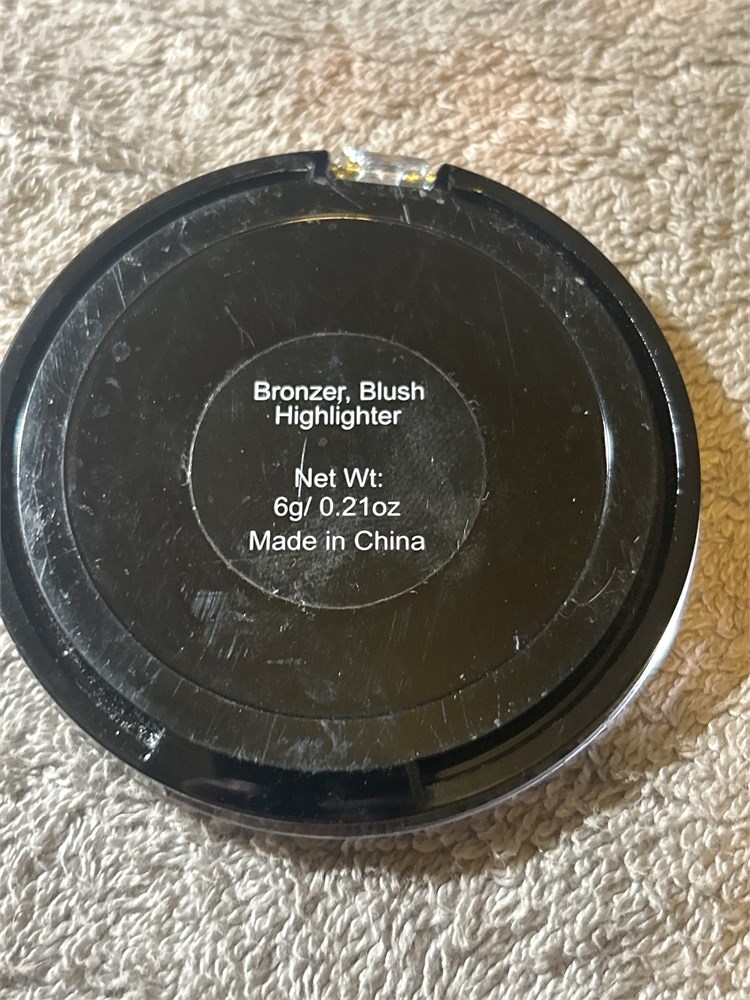 Bronzer, Blush
Highlighter
Net Wt:
6g/ 0.21oz
Made in China